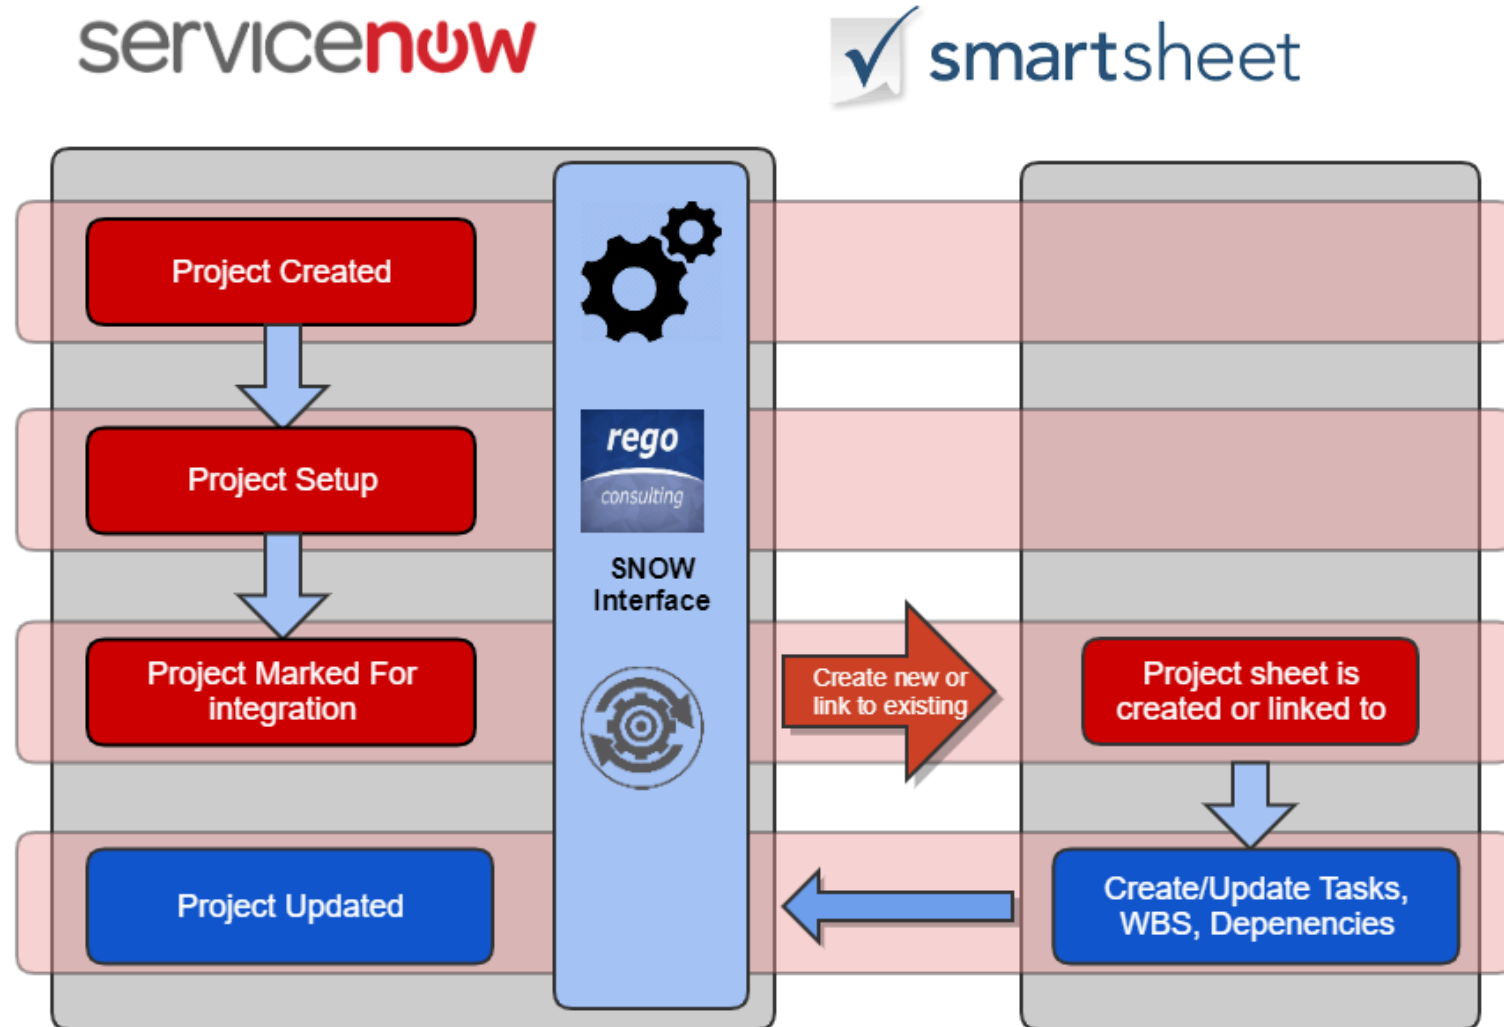 servicenow
smartsheet
Project Created
Project Setup
rego
consulting
SNOW
Interface
Project Marked For
integration
Create new or
link to existing
Project sheet is
created or linked to
Project Updated
Create/Update Tasks,
WBS, Depenencies